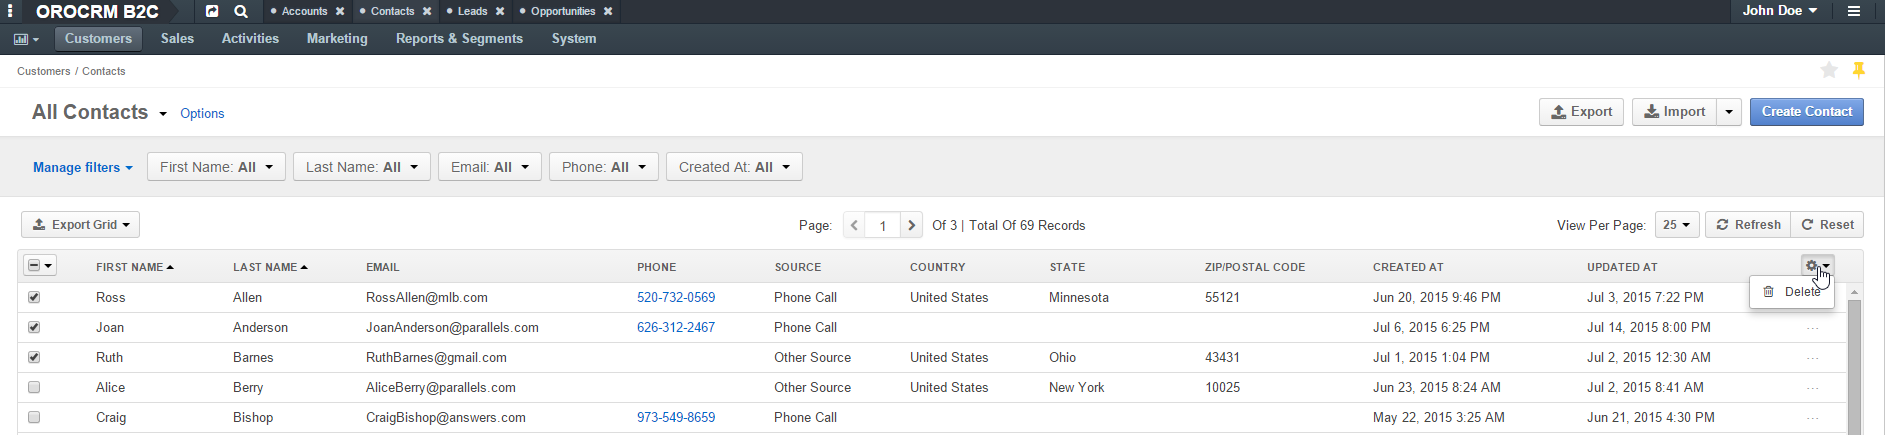 OROCRM B2C Accounts Contacts Leads Opportunities John Doe
Customers Sales Activities Marketing Reports & Segments System
Customers / Contacts
All Contacts Options Export Import Create Contact
Manage filters First Name: All Last Name: All Email: All Phone: All Created At: All
Export Grid Page: 1 Of 3 | Total Of 69 Records View Per Page: 25 Refresh Reset
FIRST NAME LAST NAME EMAIL PHONE SOURCE COUNTRY STATE ZIP/POSTAL CODE CREATED AT UPDATED AT
Ross Allen RossAllen@mlb.com 520-732-0569 Phone Call United States Minnesota 55121 Jun 20, 2015 9:46 PM Jul 3, 2015 7:22 PM Delete
Joan Anderson JoanAnderson@parallels.com 626-312-2467 Phone Call Jul 6, 2015 6:25 PM Jul 14, 2015 8:00 PM ...
Ruth Barnes RuthBarnes@gmail.com Other Source United States Ohio 43431 Jul 1, 2015 1:04 PM Jul 2, 2015 12:30 AM ...
Alice Berry AliceBerry@parallels.com Other Source United States New York 10025 Jun 23, 2015 8:24 AM Jul 2, 2015 8:41 AM ...
Craig Bishop CraigBishop@answers.com 973-549-8659 Phone Call May 22, 2015 3:25 AM Jun 21, 2015 4:30 PM ...